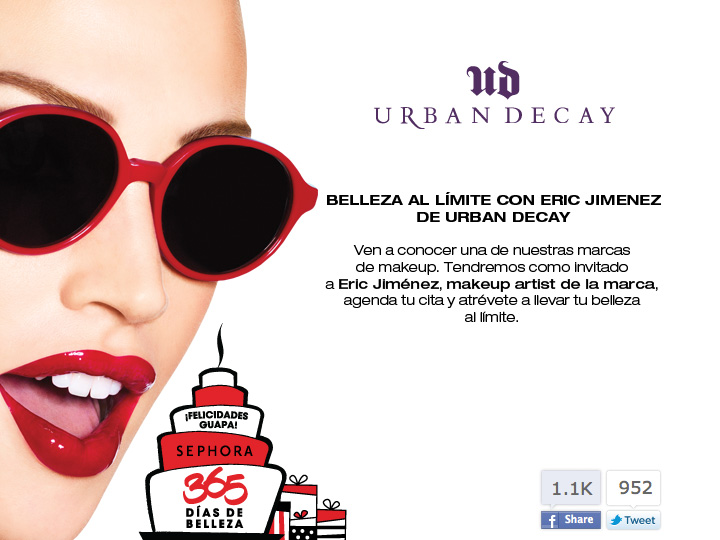 ud
URBAN DECAY
BELLEZA AL LÍMITE CON ERIC JIMENEZ
DE URBAN DECAY
Ven a conocer una de nuestras marcas
de makeup. Tendremos como invitado
a Eric Jiménez, makeup artist de la marca,
agenda tu cita y atrévete a llevar tu belleza
al límite.
¡FELICIDADES
GUAPA!
SEPHORA
365
DÍAS DE
BELLEZA
1.1K 952
f Share Tweet